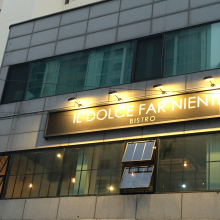 IL DOLCE FAR NIENTE
BISTRO